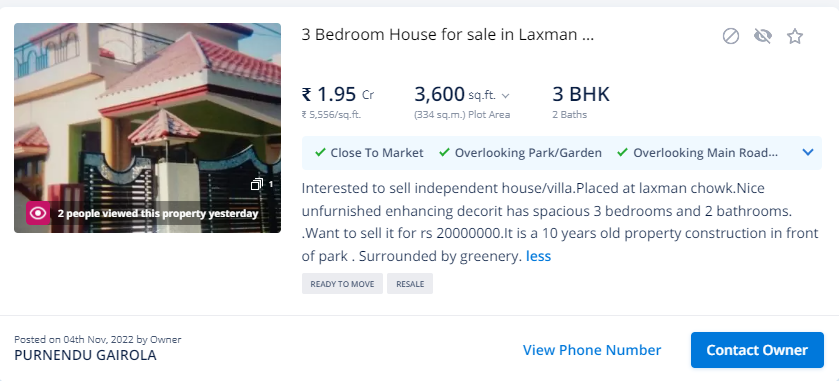 3 Bedroom House for sale in Laxman ...
₹ 1.95 Cr
₹ 5,556/sq.ft.
3,600 sq.ft.
(334 sq.m.) Plot Area
3 BHK
2 Baths
Close To Market
Overlooking Park/Garden
Overlooking Main Road...
1
2 people viewed this property yesterday
Interested to sell independent house/villa.Placed at laxman chowk.Nice
unfurnished enhancing decorit has spacious 3 bedrooms and 2 bathrooms.
.Want to sell it for rs 20000000.It is a 10 years old property construction in front
of park . Surrounded by greenery. less
READY TO MOVE
RESALE
Posted on 04th Nov, 2022 by Owner
PURNENDU GAIROLA
View Phone Number
Contact Owner